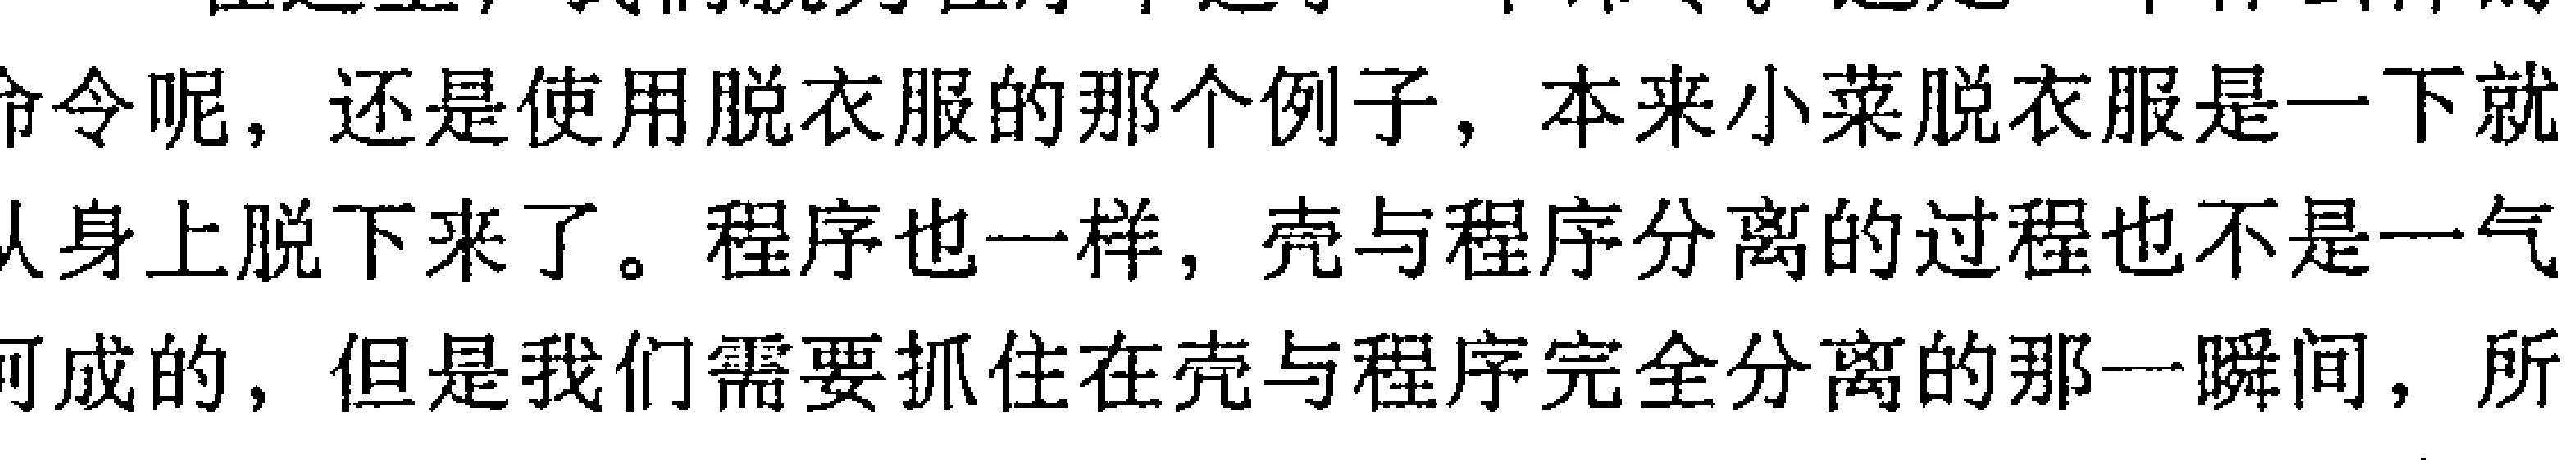 命令呢，还是使用脱衣服的那个例子，本来小菜脱衣服是一下就
从身上脱下来了。程序也一样，壳与程序分离的过程也不是一气
呵成的，但是我们需要抓住在壳与程序完全分离的那一瞬间，所